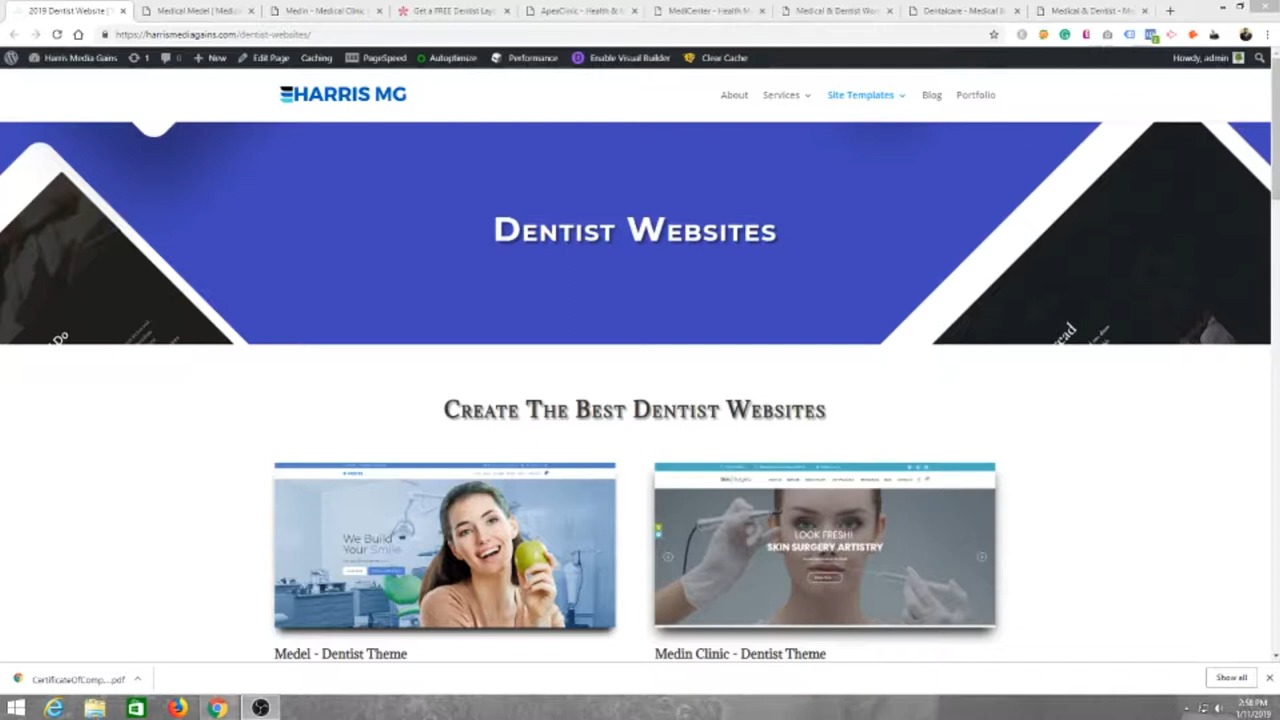 2019 Dentist Website |
Medical Medel | Med
Medin - Medical Clinic
Get a FREE Dentist Lay
ApexClinic - Health &
MediCenter - Health M
Medical & Dentist
Dentalcare - Medical
Medical & Dentist - M
https://harrismediagains.com/dentist-websites/
Harris Media Gains 1 0 New Edit Page Caching PageSpeed Autoptimize Performance Enable Visual Builder Clear Cache Howdy, admin
HARRIS MG
About Services Site Templates Blog Portfolio
Dentist Websites
Do
read
Create The Best Dentist Websites
We Build
Your Smile
LOOK FRESH!
SKIN SURGERY ARTISTRY
Medel - Dentist Theme
Medin Clinic - Dentist Theme
CertificateOfComp....pdf
Show all
2:58 PM
1/11/2019